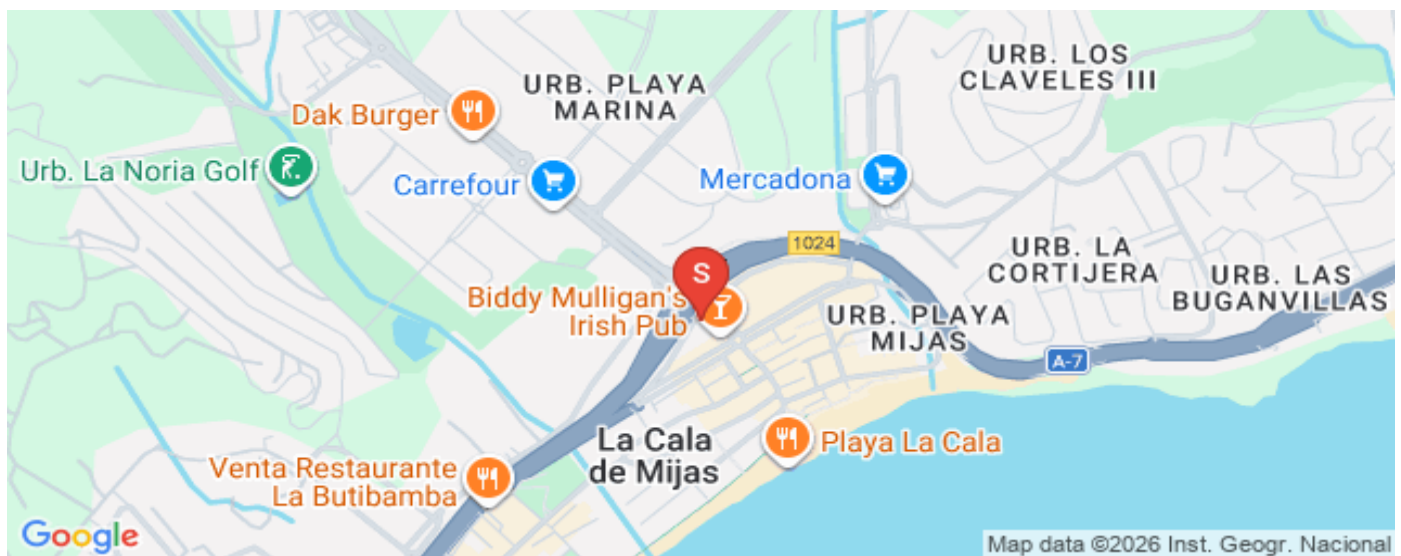 URB. LOS
CLAVELES III
URB. PLAYA
MARINA
Dak Burger
Urb. La Noria Golf
Carrefour
Mercadona
1024
URB. LA
CORTIJERA
URB. LAS
BUGANVILLAS
S
Biddy Mulligan's
Irish Pub
URB. PLAYA
MIJAS
A-7
La Cala
de Mijas
Playa La Cala
Venta Restaurante
La Butibamba
Google
Map data ©2026 Inst. Geogr. Nacional